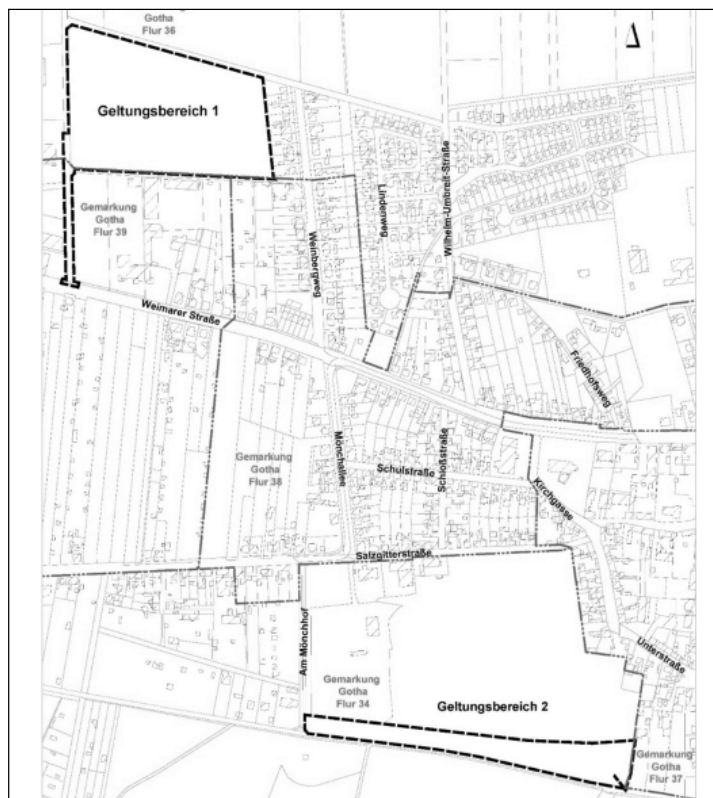 Gotha
Flur 36
Geltungsbereich 1
Gemarkung
Gotha
Flur 39
Lindenweg
Wilhelm-Umbreit-Straße
Weinbergweg
Weimarer Straße
Friedhofsweg
Gemarkung
Gotha
Flur 38
Mönchallee
Schulstraße
Schloßstraße
Kirchgasse
Salzgitterstraße
Am Mönchhof
Unterstraße
Gemarkung
Gotha
Flur 34
Geltungsbereich 2
Gemarkung
Gotha
Flur 37